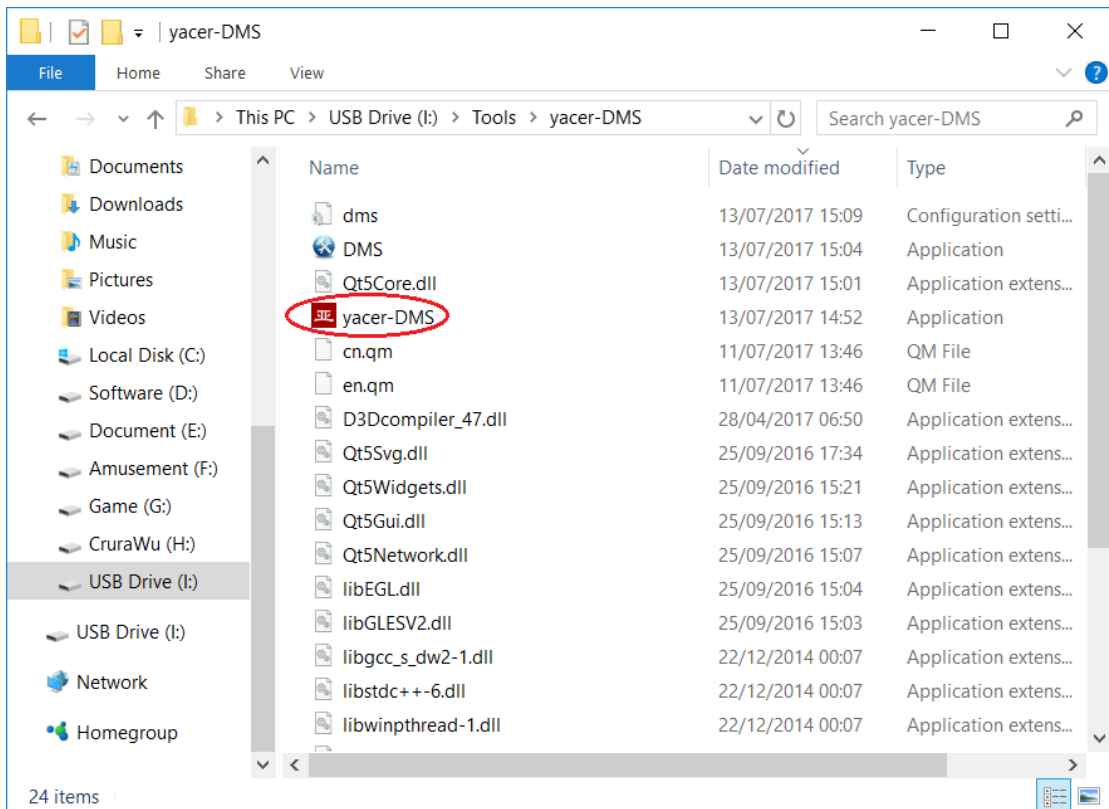 yacer-DMS
File Home Share View
This PC > USB Drive (I:) > Tools > yacer-DMS Search yacer-DMS
Documents
Downloads
Music
Pictures
Videos
Local Disk (C:)
Software (D:)
Document (E:)
Amusement (F:)
Game (G:)
CruraWu (H:)
USB Drive (I:)
USB Drive (I:)
Network
Homegroup
Name Date modified Type
dms 13/07/2017 15:09 Configuration setti...
DMS 13/07/2017 15:04 Application
Qt5Core.dll 13/07/2017 15:01 Application extens...
亚 yacer-DMS 13/07/2017 14:52 Application
cn.qm 11/07/2017 13:46 QM File
en.qm 11/07/2017 13:46 QM File
D3Dcompiler_47.dll 28/04/2017 06:50 Application extens...
Qt5Svg.dll 25/09/2016 17:34 Application extens...
Qt5Widgets.dll 25/09/2016 15:21 Application extens...
Qt5Gui.dll 25/09/2016 15:13 Application extens...
Qt5Network.dll 25/09/2016 15:07 Application extens...
libEGL.dll 25/09/2016 15:04 Application extens...
libGLESV2.dll 25/09/2016 15:03 Application extens...
libgcc_s_dw2-1.dll 22/12/2014 00:07 Application extens...
libstdc++-6.dll 22/12/2014 00:07 Application extens...
libwinpthread-1.dll 22/12/2014 00:07 Application extens...
24 items